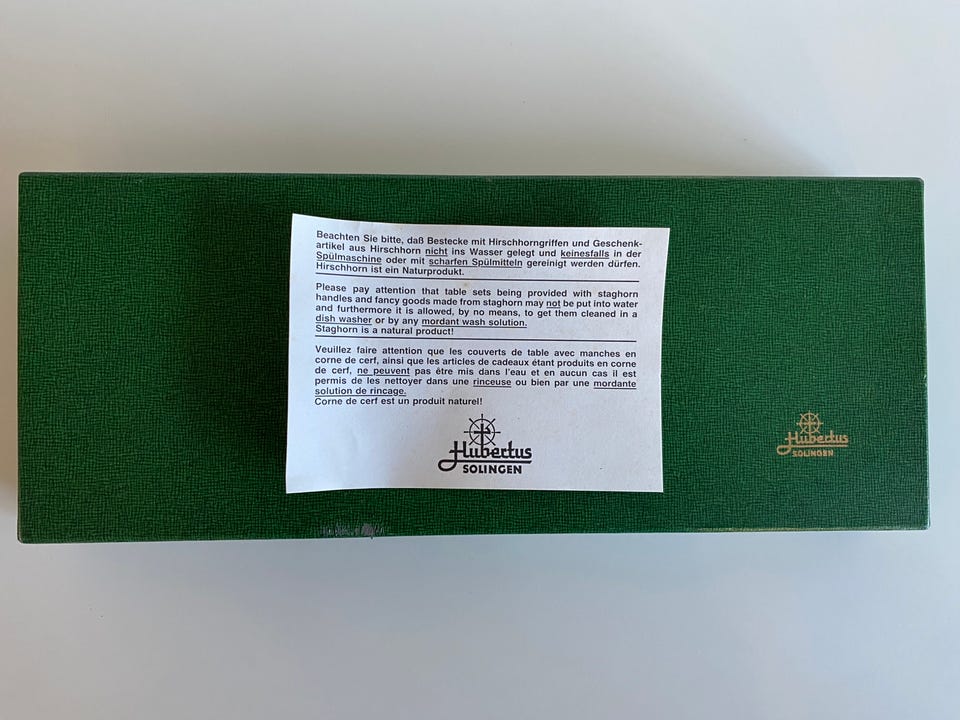 Beachten Sie bitte, daß Bestecke mit Hirschhorngriffen und Geschenk-
artikel aus Hirschhorn nicht ins Wasser gelegt und keinesfalls in der
Spülmaschine oder mit scharfen Spülmitteln gereinigt werden dürfen.
Hirschhorn ist ein Naturprodukt.
Please pay attention that table sets being provided with staghorn
handles and fancy goods made from staghorn may not be put into water
and furthermore it is allowed, by no means, to get them cleaned in a
dish washer or by any mordant wash solution.
Staghorn is a natural product!
Veuillez faire attention que les couverts de table avec manches en
corne de cerf, ainsi que les articles de cadeaux étant produits en corne
de cerf, ne peuvent pas être mis dans l'eau et en aucun cas il est
permis de les nettoyer dans une rinceuse ou bien par une mordante
solution de rincage.
Corne de cerf est un produit naturel!
Hubertus
SOLINGEN
Hubertus
SOLINGEN